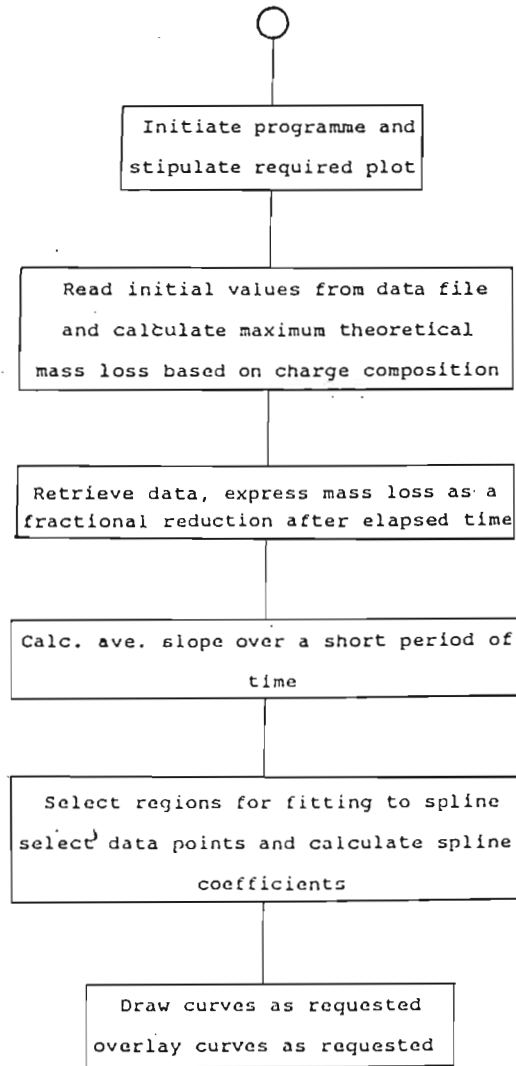 Initiate programme and
stipulate required plot
Read initial values from data file
and calculate maximum theoretical
mass loss based on charge composition
Retrieve data, express mass loss as a
fractional reduction after elapsed time
Calc. ave. slope over a short period of
time
Select regions for fitting to spline
select data points and calculate spline
coefficients
Draw curves as requested
overlay curves as requested